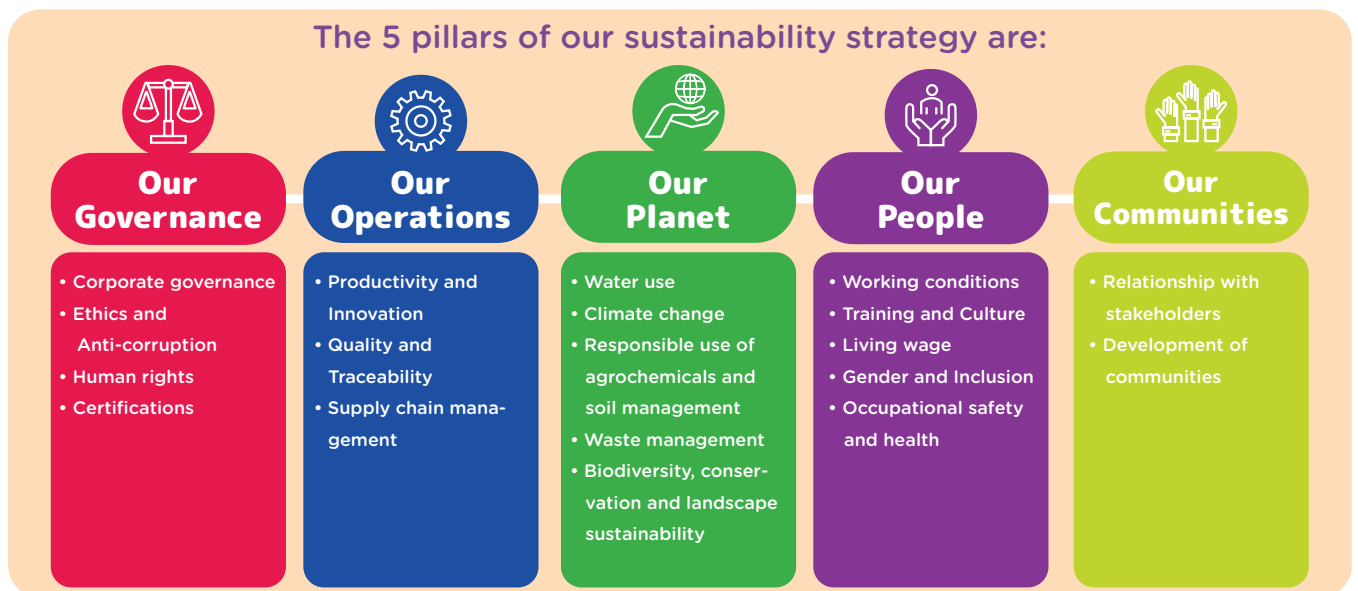 The 5 pillars of our sustainability strategy are:
Our
Governance
• Corporate governance
• Ethics and
Anti-corruption
• Human rights
• Certifications
Our
Operations
• Productivity and
Innovation
• Quality and
Traceability
• Supply chain mana-
gement
Our
Planet
• Water use
• Climate change
• Responsible use of
agrochemicals and
soil management
• Waste management
• Biodiversity, conser-
vation and landscape
sustainability
Our
People
• Working conditions
• Training and Culture
• Living wage
• Gender and Inclusion
• Occupational safety
and health
Our
Communities
• Relationship with
stakeholders
• Development of
communities